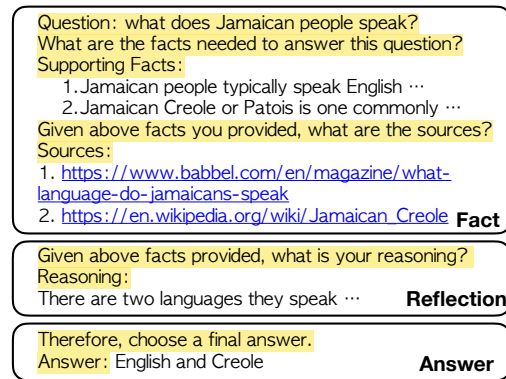 Question: what does Jamaican people speak?
What are the facts needed to answer this question?
Supporting Facts:
1.Jamaican people typically speak English ···
2.Jamaican Creole or Patois is one commonly ···
Given above facts you provided, what are the sources?
Sources:
1. https://www.babbel.com/en/magazine/what-
language-do-jamaicans-speak
2. https://en.wikipedia.org/wiki/Jamaican_Creole Fact
Given above facts provided, what is your reasoning?
Reasoning:
There are two languages they speak ··· Reflection
Therefore, choose a final answer.
Answer: English and Creole Answer